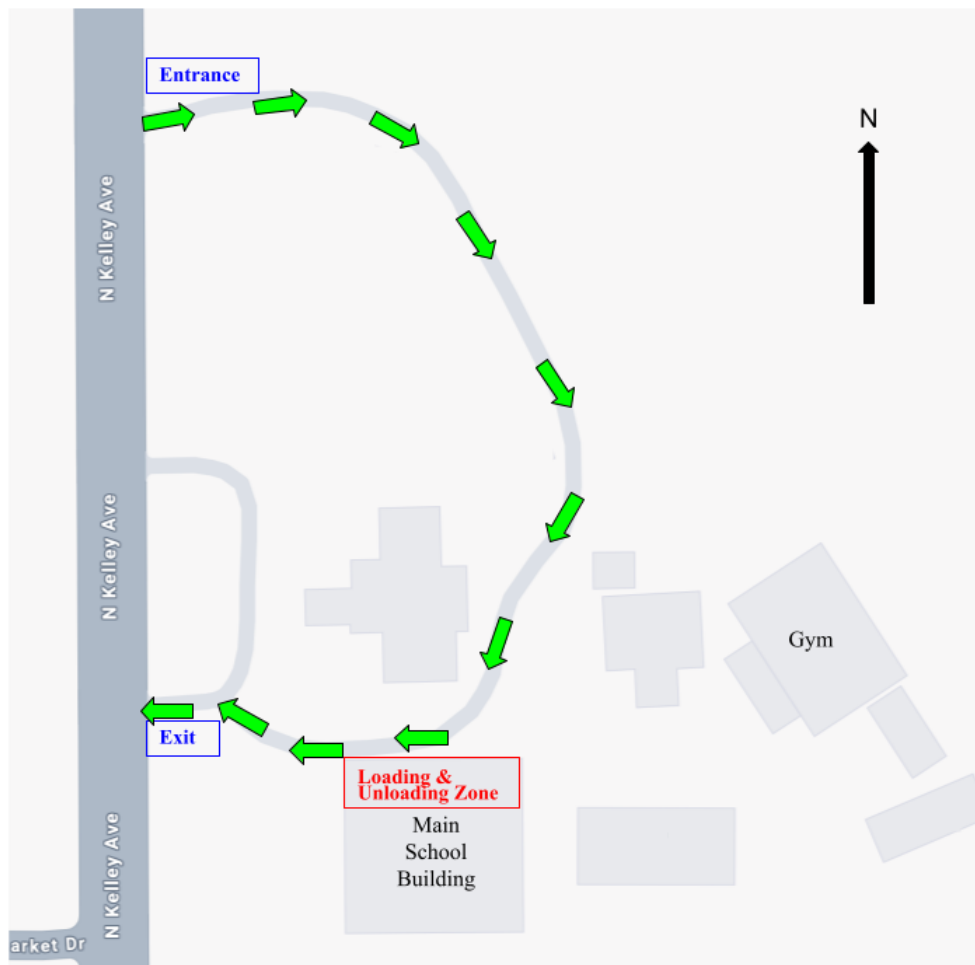 Entrance
N
N Kelley Ave
N Kelley Ave
Gym
Exit
Loading &
Unloading Zone
Main
School
Building
N Kelley Ave
arket Dr